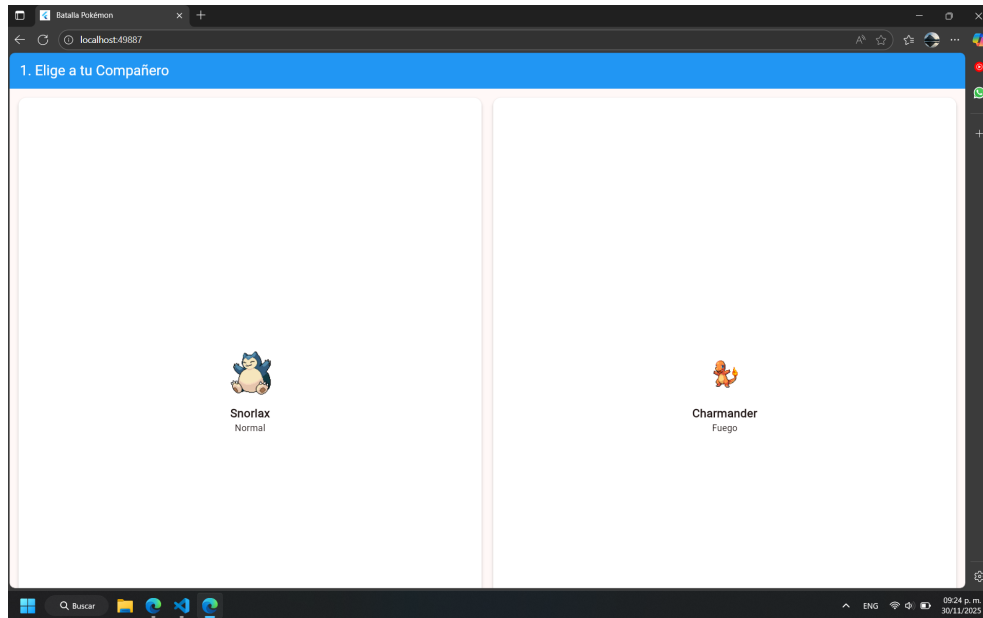 Batalla Pokémon
localhost:49887
1. Elige a tu Compañero
Snorlax
Normal
Charmander
Fuego
Buscar
ENG
09:24 p. m.
30/11/2025